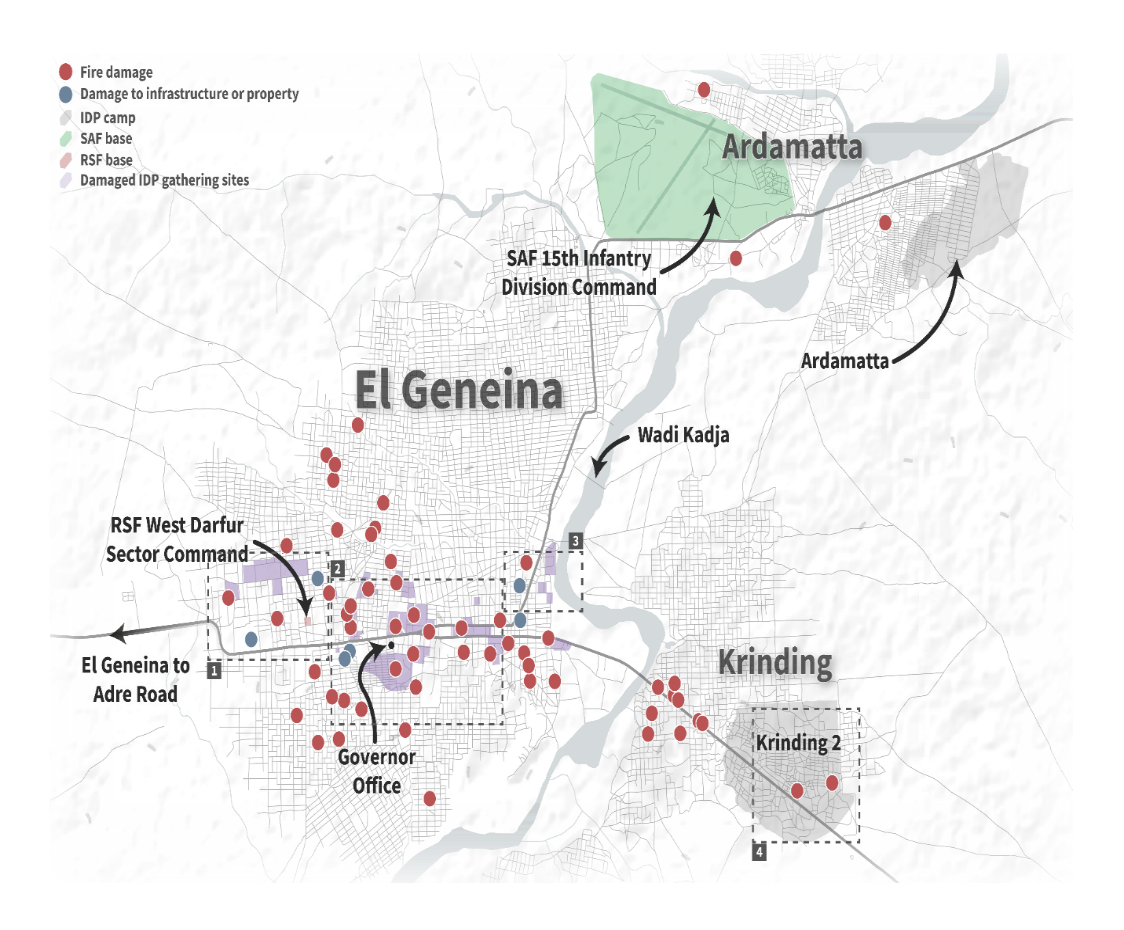 Fire damage
Damage to infrastructure or property
IDP camp
SAF base
RSF base
Damaged IDP gathering sites
Ardamatta
SAF 15th Infantry
Division Command
Ardamatta
El Geneina
Wadi Kadja
RSF West Darfur
Sector Command
3
2
El Geneina to
Adre Road
1
Krinding
Krinding 2
Governor
Office
4